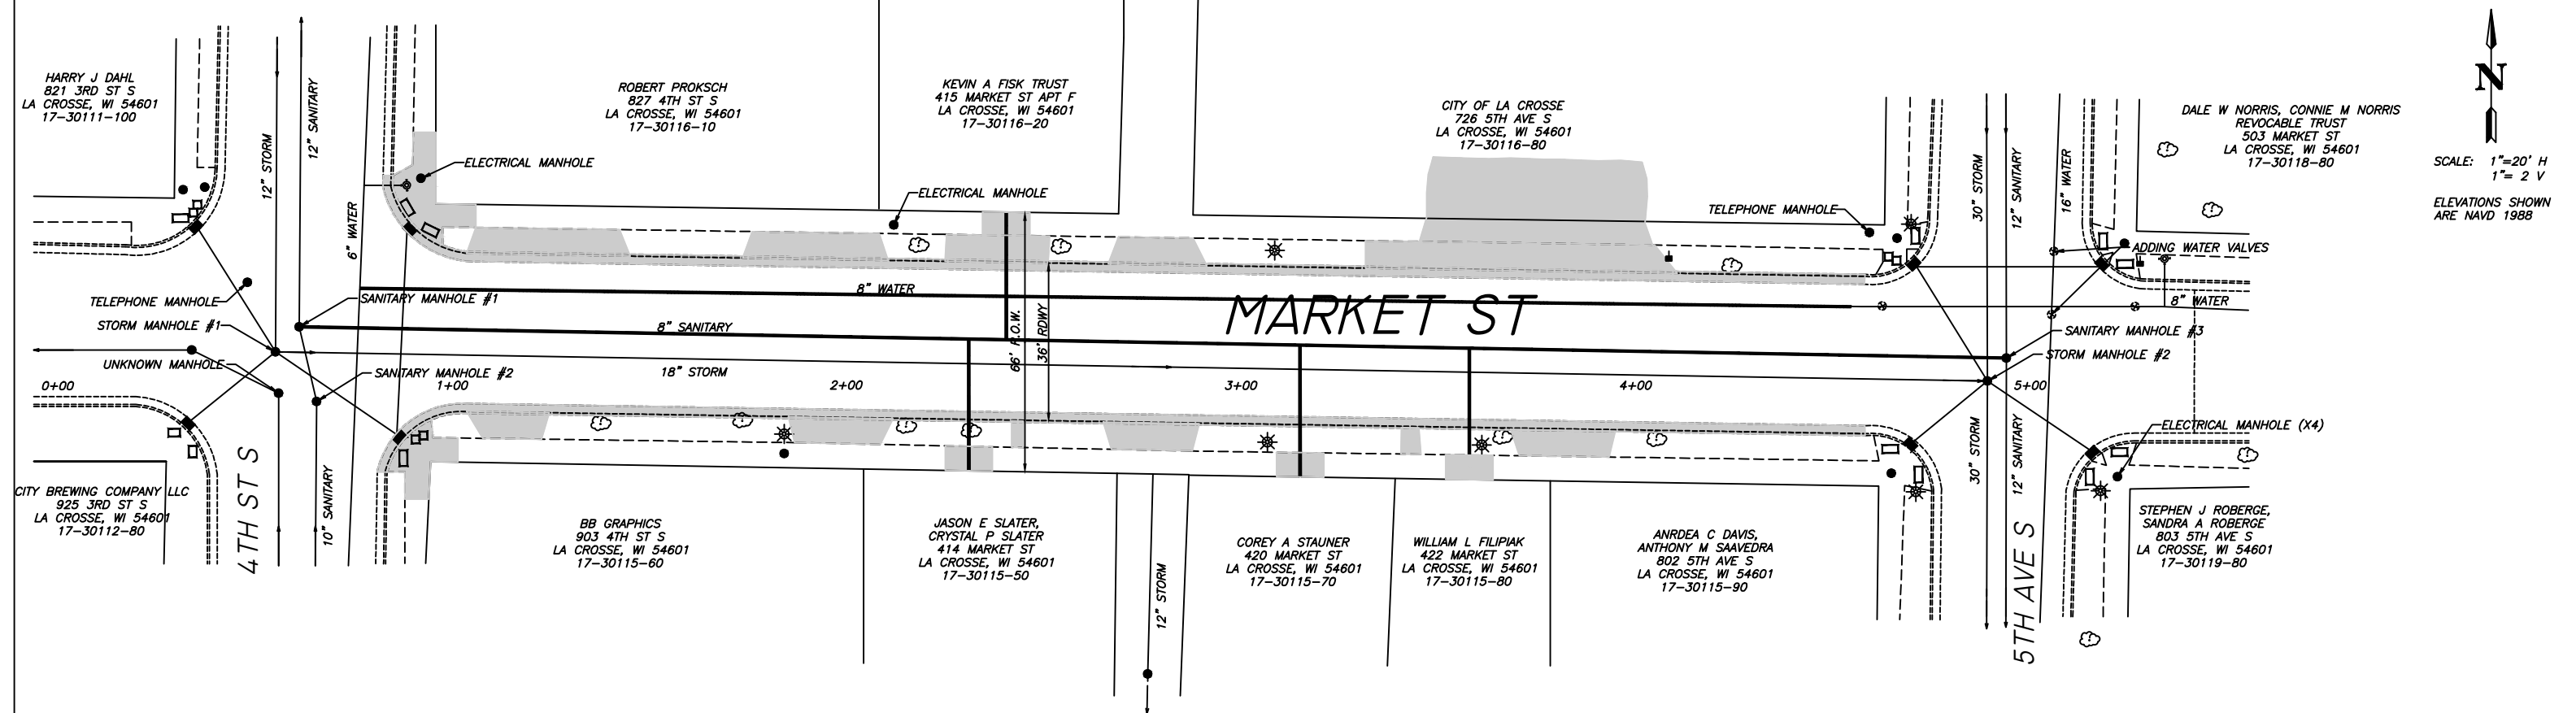 HARRY J DAHL
821 3RD ST S
LA CROSSE, WI 54601
17-30111-100
12" STORM
12" SANITARY
6" WATER
ROBERT PROKSCH
827 4TH ST S
LA CROSSE, WI 54601
17-30116-10
ELECTRICAL MANHOLE
KEVIN A FISK TRUST
415 MARKET ST APT F
LA CROSSE, WI 54601
17-30116-20
ELECTRICAL MANHOLE
CITY OF LA CROSSE
726 5TH AVE S
LA CROSSE, WI 54601
17-30116-80
TELEPHONE MANHOLE
30" STORM
12" SANITARY
16" WATER
DALE W NORRIS, CONNIE M NORRIS
REVOCABLE TRUST
503 MARKET ST
LA CROSSE, WI 54601
17-30118-80
N
SCALE: 1"=20' H
1"= 2 V
ELEVATIONS SHOWN
ARE NAVD 1988
ADDING WATER VALVES
TELEPHONE MANHOLE
SANITARY MANHOLE #1
STORM MANHOLE #1
UNKNOWN MANHOLE
SANITARY MANHOLE #2
8" WATER
8" SANITARY
18" STORM
66' R.O.W.
36' RDWY
MARKET ST
8" WATER
SANITARY MANHOLE #3
STORM MANHOLE #2
0+00
1+00
2+00
3+00
4+00
5+00
ELECTRICAL MANHOLE (X4)
CITY BREWING COMPANY LLC
925 3RD ST S
LA CROSSE, WI 54601
17-30112-80
4TH ST S
10" SANITARY
BB GRAPHICS
903 4TH ST S
LA CROSSE, WI 54601
17-30115-60
JASON E SLATER,
CRYSTAL P SLATER
414 MARKET ST
LA CROSSE, WI 54601
17-30115-50
12" STORM
COREY A STAUNER
420 MARKET ST
LA CROSSE, WI 54601
17-30115-70
WILLIAM L FILIPIAK
422 MARKET ST
LA CROSSE, WI 54601
17-30115-80
ANRDEA C DAVIS,
ANTHONY M SAAVEDRA
802 5TH AVE S
LA CROSSE, WI 54601
17-30115-90
30" STORM
12" SANITARY
5TH AVE S
STEPHEN J ROBERGE,
SANDRA A ROBERGE
803 5TH AVE S
LA CROSSE, WI 54601
17-30119-80